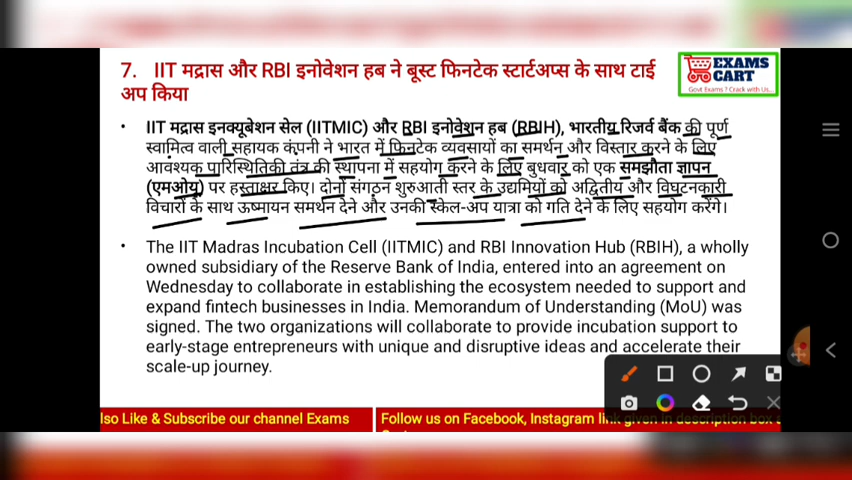 7. IIT मद्रास और RBI इनोवेशन हब ने बूस्ट फिनटेक स्टार्टअप्स के साथ टाई
अप किया
EXAMS
CART
Govt Exams ? Crack with Us..
• IIT मद्रास इनक्यूबेशन सेल (IITMIC) और RBI इनोवेशन हब (RBIH), भारतीय रिजर्व बैंक की पूर्ण
स्वामित्व वाली सहायक कंपनी ने भारत में फिनटेक व्यवसायों का समर्थन और विस्तार करने के लिए
आवश्यक पारिस्थितिकी तंत्र की स्थापना में सहयोग करने के लिए बुधवार को एक समझौता ज्ञापन
(एमओयू) पर हस्ताक्षर किए। दोनों संगठन शुरुआती स्तर के उद्यमियों को अद्वितीय और विघटनकारी
विचारों के साथ ऊष्मायन समर्थन देने और उनकी स्केल-अप यात्रा को गति देने के लिए सहयोग करेंगे।
• The IIT Madras Incubation Cell (IITMIC) and RBI Innovation Hub (RBIH), a wholly
owned subsidiary of the Reserve Bank of India, entered into an agreement on
Wednesday to collaborate in establishing the ecosystem needed to support and
expand fintech businesses in India. Memorandum of Understanding (MoU) was
signed. The two organizations will collaborate to provide incubation support to
early-stage entrepreneurs with unique and disruptive ideas and accelerate their
scale-up journey.
lso Like & Subscribe our channel Exams
Follow us on Facebook, Instagram link given in description box